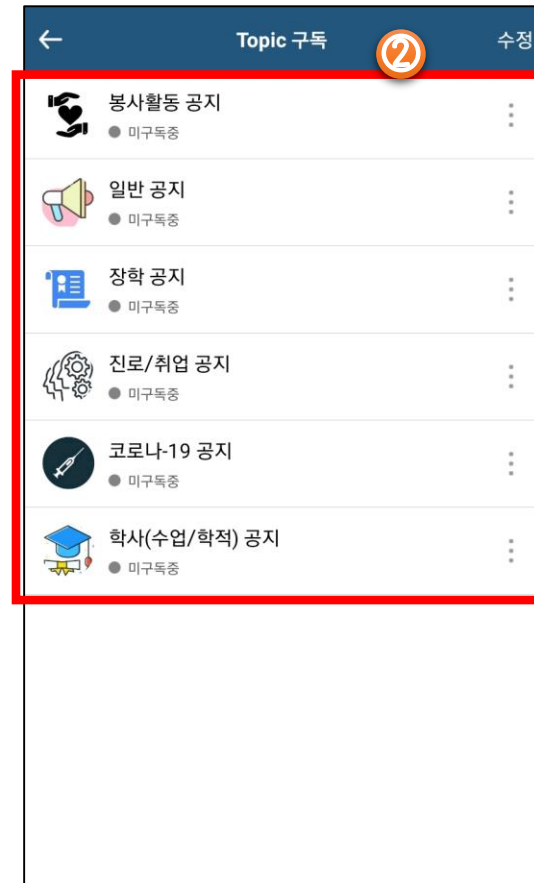 Topic 구독
②
수정
봉사활동 공지
미구독중
일반 공지
미구독중
장학 공지
미구독중
진로/취업 공지
미구독중
코로나-19 공지
미구독중
학사(수업/학적) 공지
미구독중